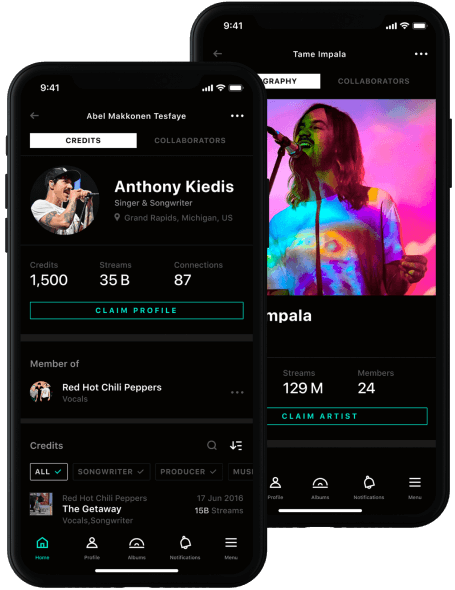 9:41
Abel Makkonen Tesfaye
CREDITS COLLABORATORS
Anthony Kiedis
Singer & Songwriter
Grand Rapids, Michigan, US
Credits Streams Connections
1,500 35 B 87
CLAIM PROFILE
Member of
Red Hot Chili Peppers
Vocals
Credits
ALL SONGWRITER PRODUCER MUSI
Red Hot Chili Peppers 17 Jun 2016
The Getaway 15B Streams
Vocals,Songwriter
Home Profile Albums Notifications Menu
9:41
Tame Impala
GRAPHY COLLABORATORS
mpala
Streams Members
129 M 24
CLAIM ARTIST
Profile Albums Notifications Menu